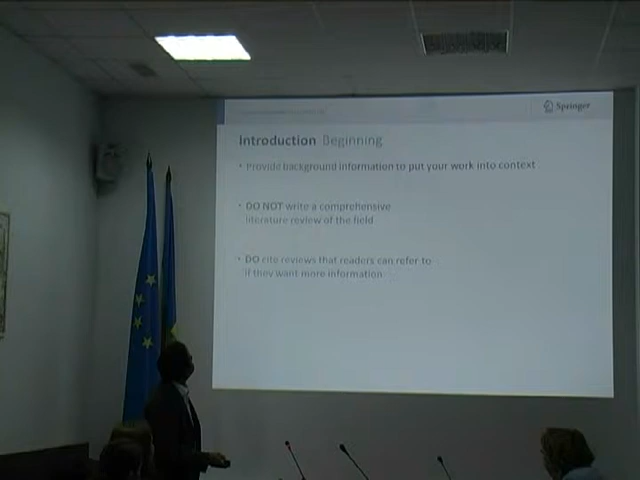 Springer
Introduction Beginning
• Provide background information to put your work into context
• DO NOT write a comprehensive
literature review of the field
• DO cite reviews that readers can refer to
if they want more information